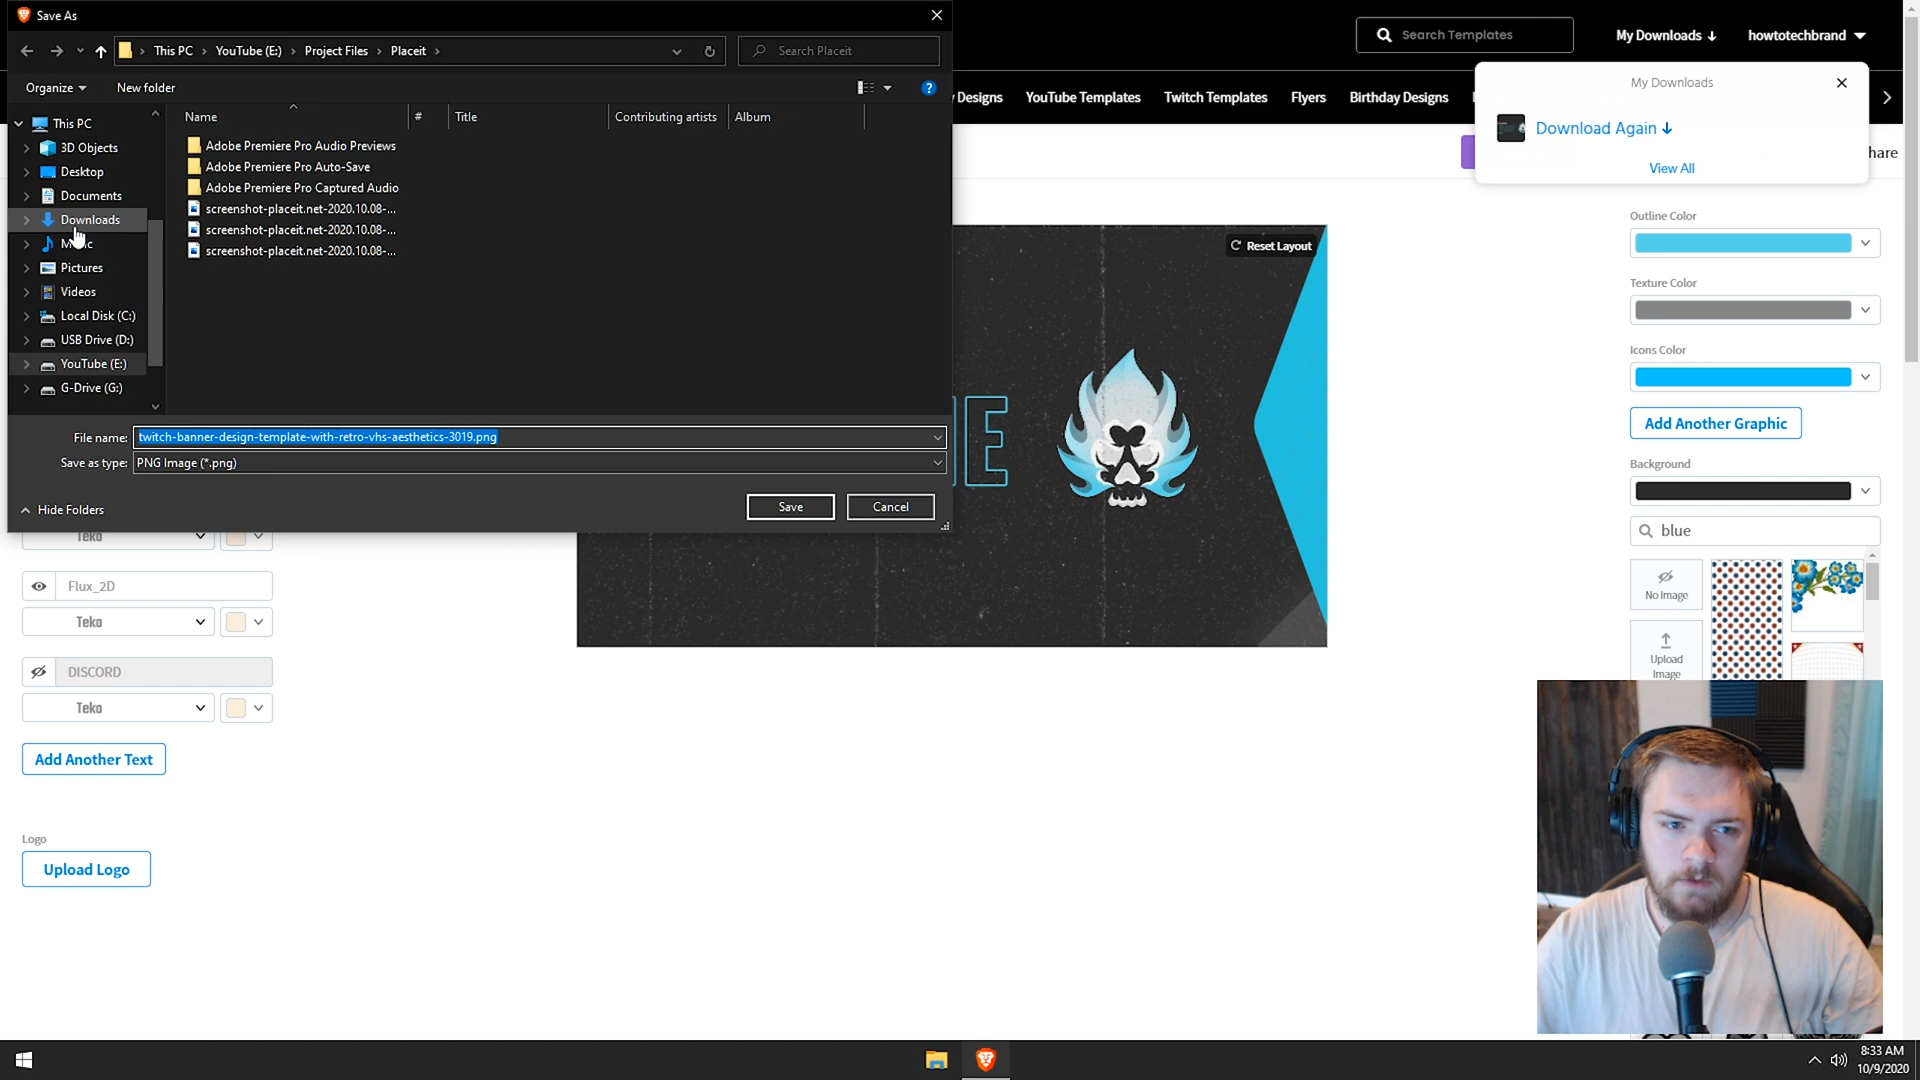 Save As
This PC
YouTube (E:)
Project Files
Placeit
Search Placeit
Organize
New folder
?
This PC
3D Objects
Desktop
Documents
Downloads
Pictures
Videos
Local Disk (C:)
USB Drive (D:)
YouTube (E:)
G-Drive (G:)
Name
#
Title
Contributing artists
Album
Adobe Premiere Pro Audio Previews
Adobe Premiere Pro Auto-Save
Adobe Premiere Pro Captured Audio
screenshot-placeit.net-2020.10.08-...
screenshot-placeit.net-2020.10.08-...
screenshot-placeit.net-2020.10.08-...
File name: twitch-banner-design-template-with-retro-vhs-aesthetics-3019.png
Save as type: PNG Image (*.png)
Hide Folders
Save
Cancel
Search Templates
My Downloads
howtotechbrand
Designs
YouTube Templates
Twitch Templates
Flyers
Birthday Designs
My Downloads
Download Again
View All
hare
Reset Layout
E
Outline Color
Texture Color
Icons Color
Add Another Graphic
Background
blue
No Image
Upload
Image
Teko
Flux_2D
Teko
DISCORD
Teko
Add Another Text
Logo
Upload Logo
8:33 AM
10/9/2020